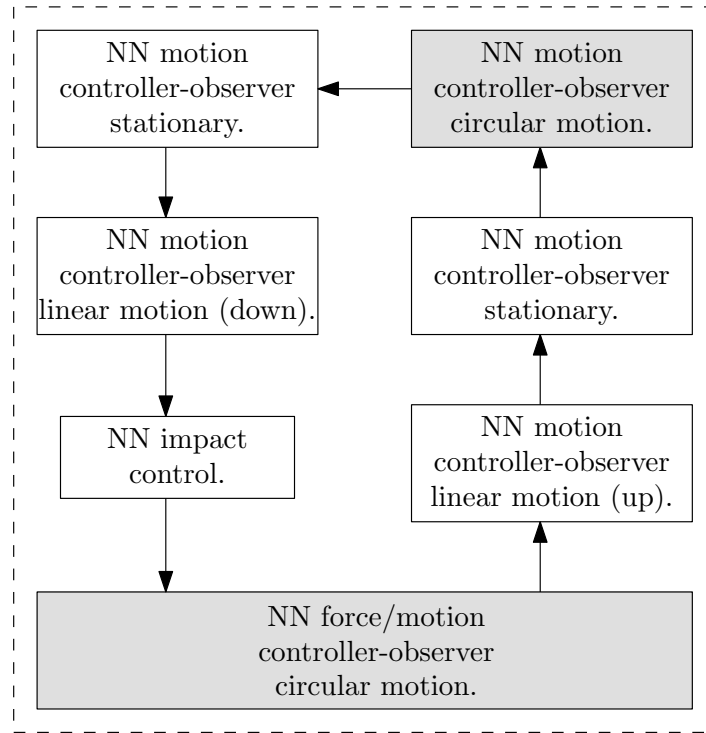 NN motion
controller-observer
stationary.
NN motion
controller-observer
circular motion.
NN motion
controller-observer
linear motion (down).
NN motion
controller-observer
stationary.
NN impact
control.
NN motion
controller-observer
linear motion (up).
NN force/motion
controller-observer
circular motion.